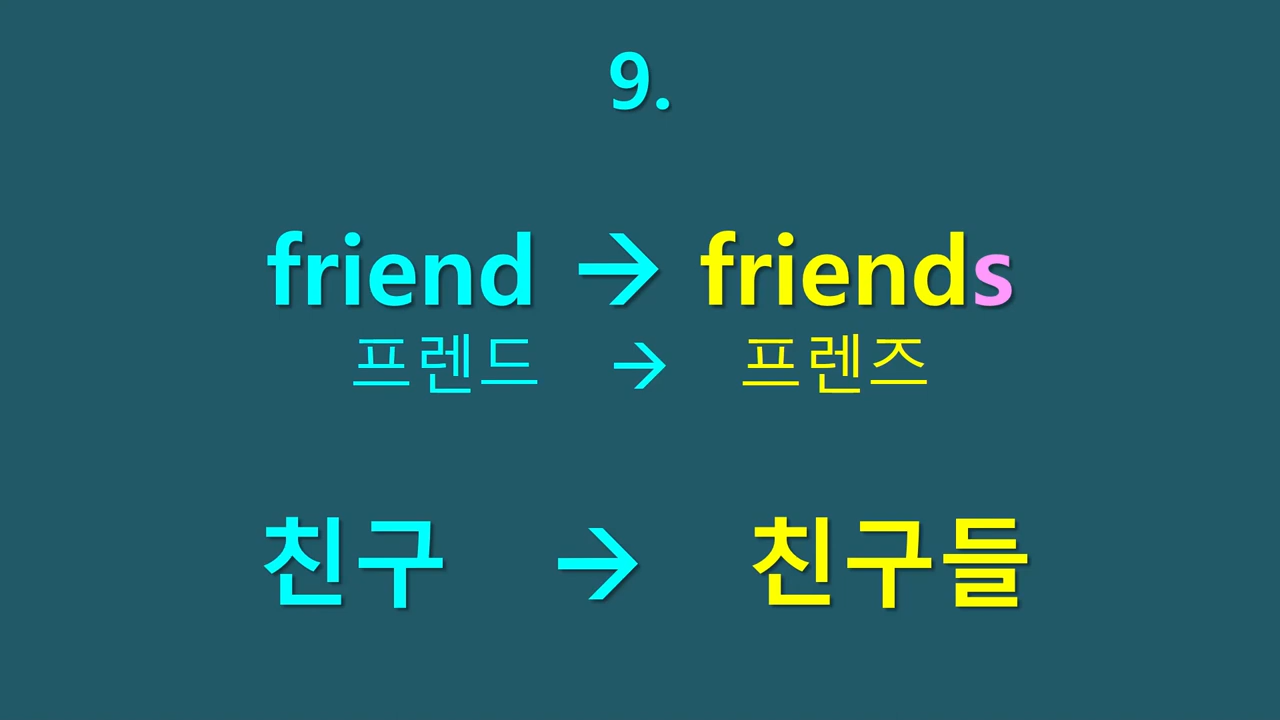 9.
friend → friends
프렌드 → 프렌즈
친구 → 친구들